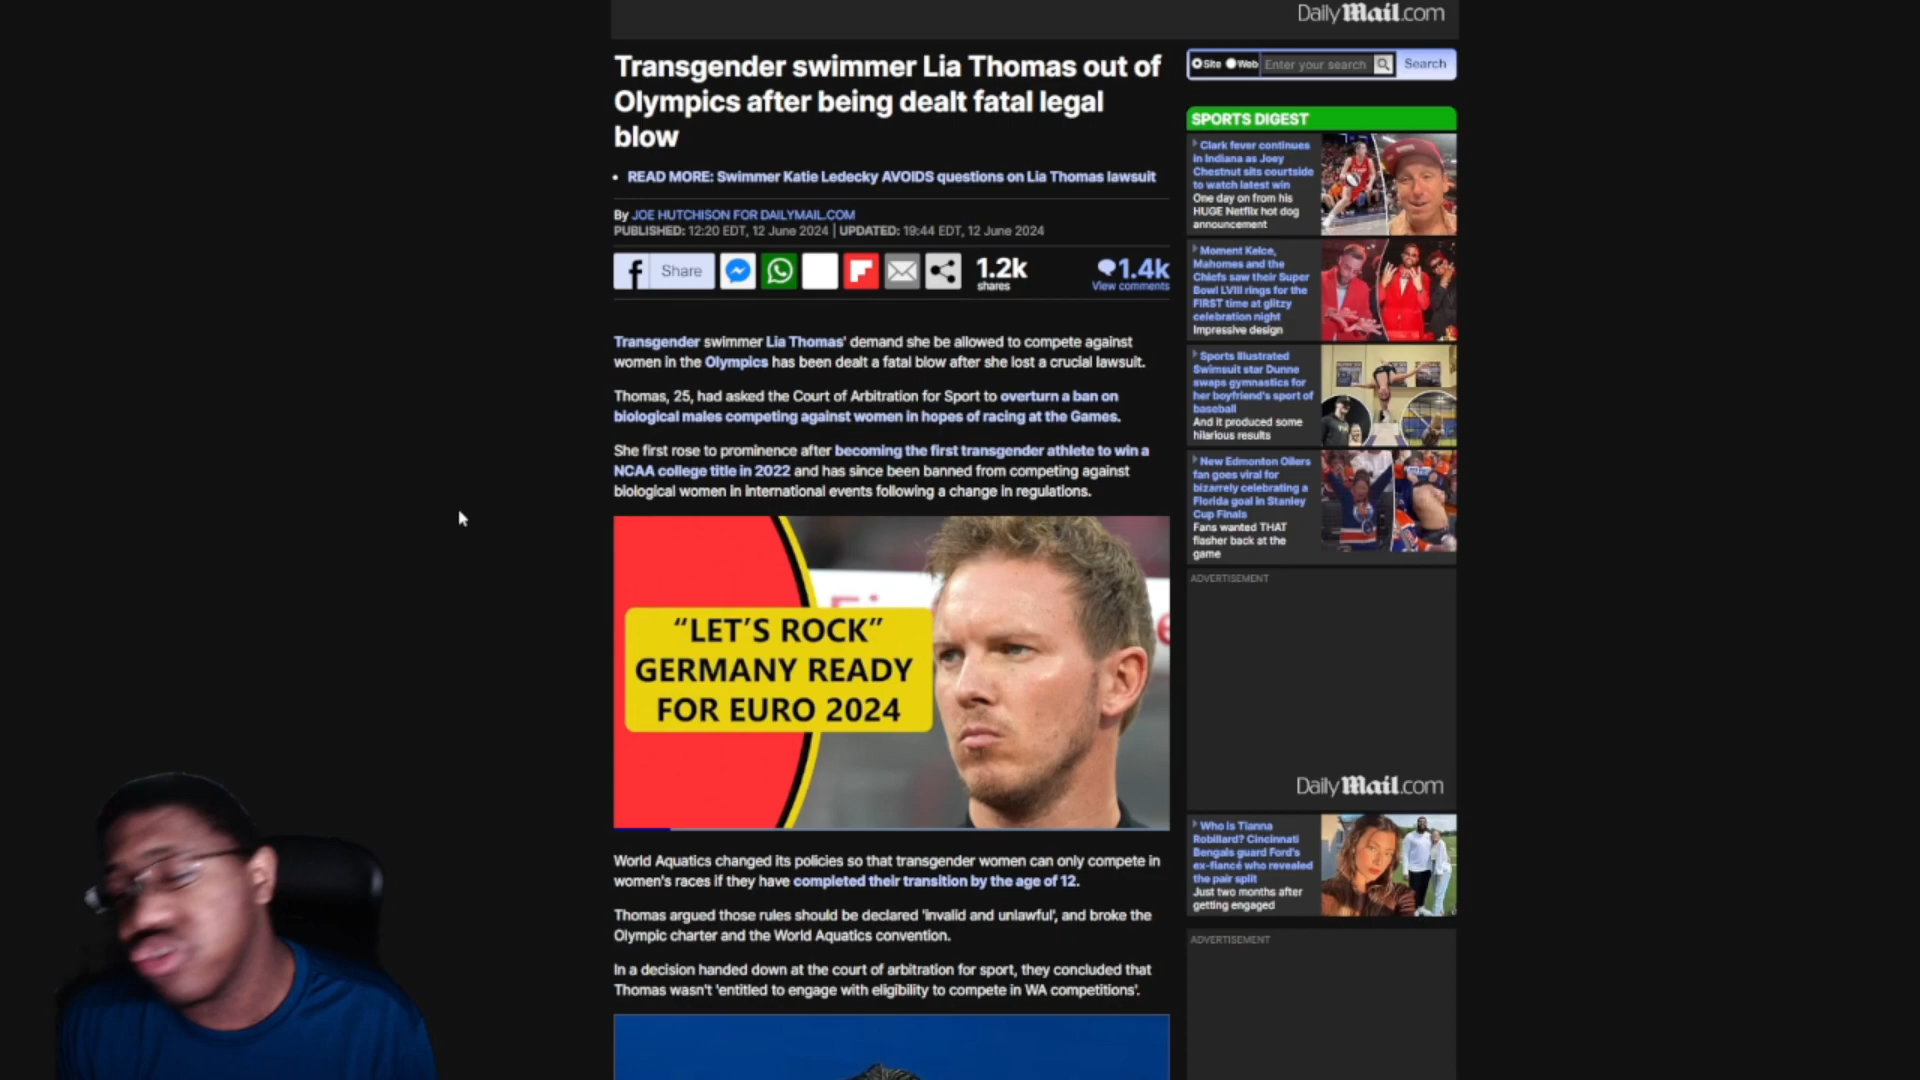 Daily Mail.com
Transgender swimmer Lia Thomas out of
Olympics after being dealt fatal legal
blow
READ MORE: Swimmer Katie Ledecky AVOIDS questions on Lia Thomas lawsuit
By JOE HUTCHISON FOR DAILYMAIL.COM
PUBLISHED: 12:20 EDT, 12 June 2024 | UPDATED: 19:44 EDT, 12 June 2024
f Share
1.2k
shares
1.4k
View comments
Transgender swimmer Lia Thomas' demand she be allowed to compete against
women in the Olympics has been dealt a fatal blow after she lost a crucial lawsuit.
Thomas, 25, had asked the Court of Arbitration for Sport to overturn a ban on
biological males competing against women in hopes of racing at the Games.
She first rose to prominence after becoming the first transgender athlete to win a
NCAA college title in 2022 and has since been banned from competing against
biological women in international events following a change in regulations.
"LET'S ROCK"
GERMANY READY
FOR EURO 2024
World Aquatics changed its policies so that transgender women can only compete in
women's races if they have completed their transition by the age of 12.
Thomas argued those rules should be declared 'invalid and unlawful', and broke the
Olympic charter and the World Aquatics convention.
In a decision handed down at the court of arbitration for sport, they concluded that
Thomas wasn't 'entitled to engage with eligibility to compete in WA competitions'.
Site Web Enter your search Search
SPORTS DIGEST
Clark fever continues
in Indiana as Joey
Chestnut sits courtside
to watch latest win
One day on from his
HUGE Netflix hot dog
announcement
Moment Kelce,
Mahomes and the
Chiefs saw their Super
Bowl LVIII rings for the
FIRST time at glitzy
celebration night
Impressive design
Sports Illustrated
Swimsuit star Dunne
swaps gymnastics for
her boyfriend's sport of
baseball
And it produced some
hilarious results
New Edmonton Oilers
fan goes viral for
bizarrely celebrating a
Florida goal in Stanley
Cup Finals
Fans wanted THAT
flasher back at the
game
ADVERTISEMENT
Daily Mail.com
Who is Tianna
Robillard? Cincinnati
Bengals guard Ford's
ex-fiancé who revealed
the pair split
Just two months after
getting engaged
ADVERTISEMENT